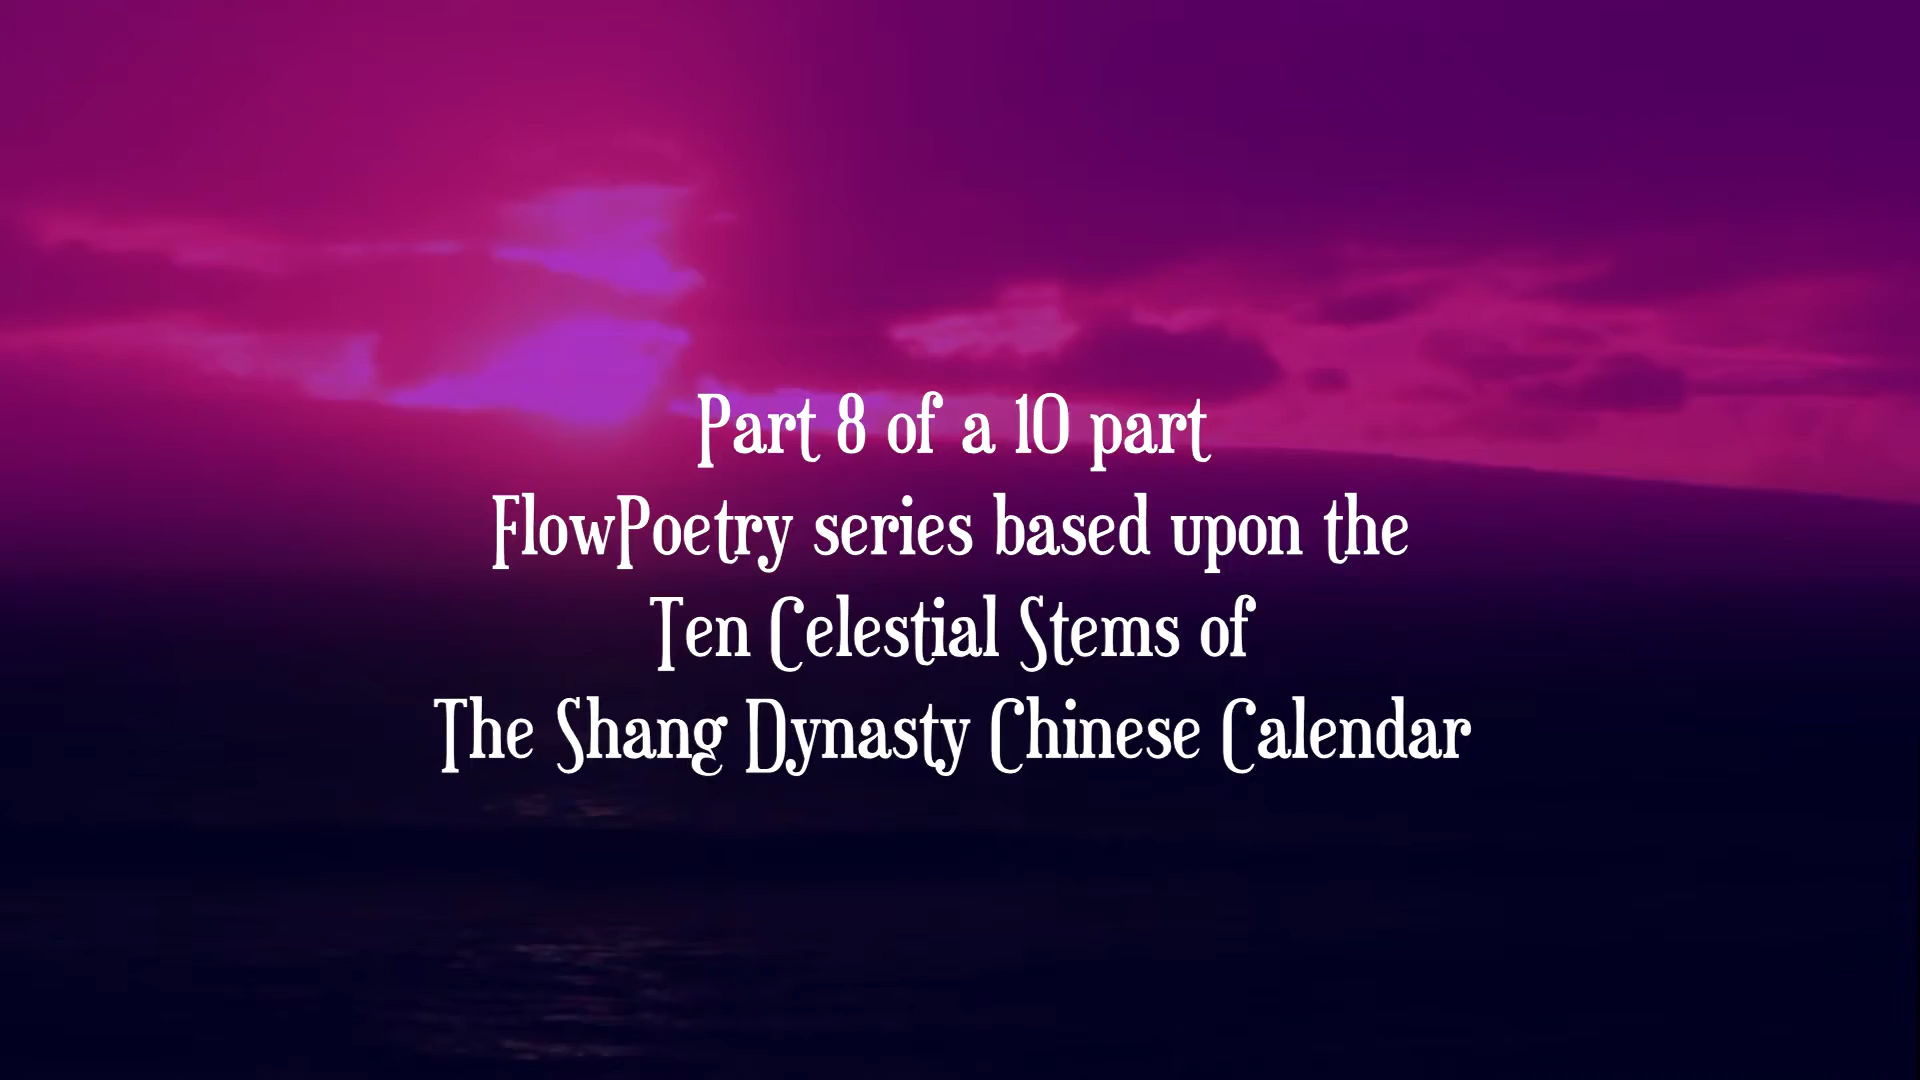 Part 8 of a 10 part
FlowPoetry series based upon the
Ten Celestial Stems of
The Shang Dynasty Chinese Calendar